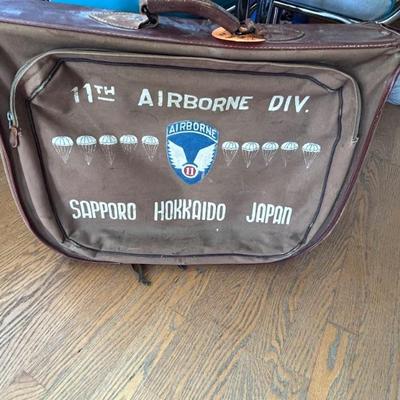 11TH AIRBORNE DIV.
AIRBORNE
11
SAPPORO HOKKAIDO JAPAN